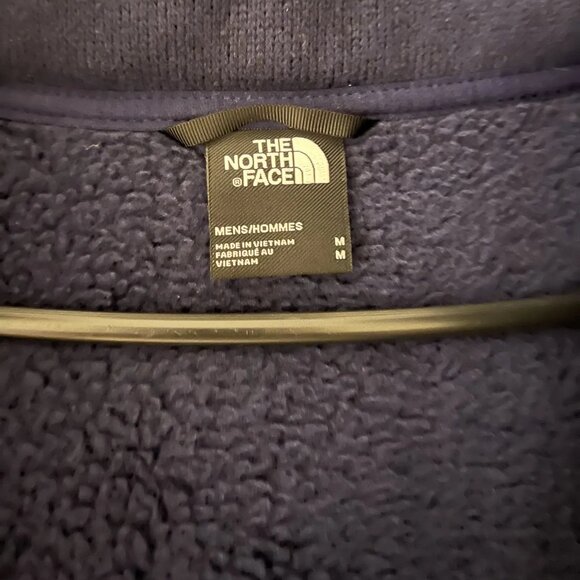 THE
NORTH
®FACE
MENS/HOMMES
MADE IN VIETNAM M
FABRIQUÉ AU M
VIETNAM